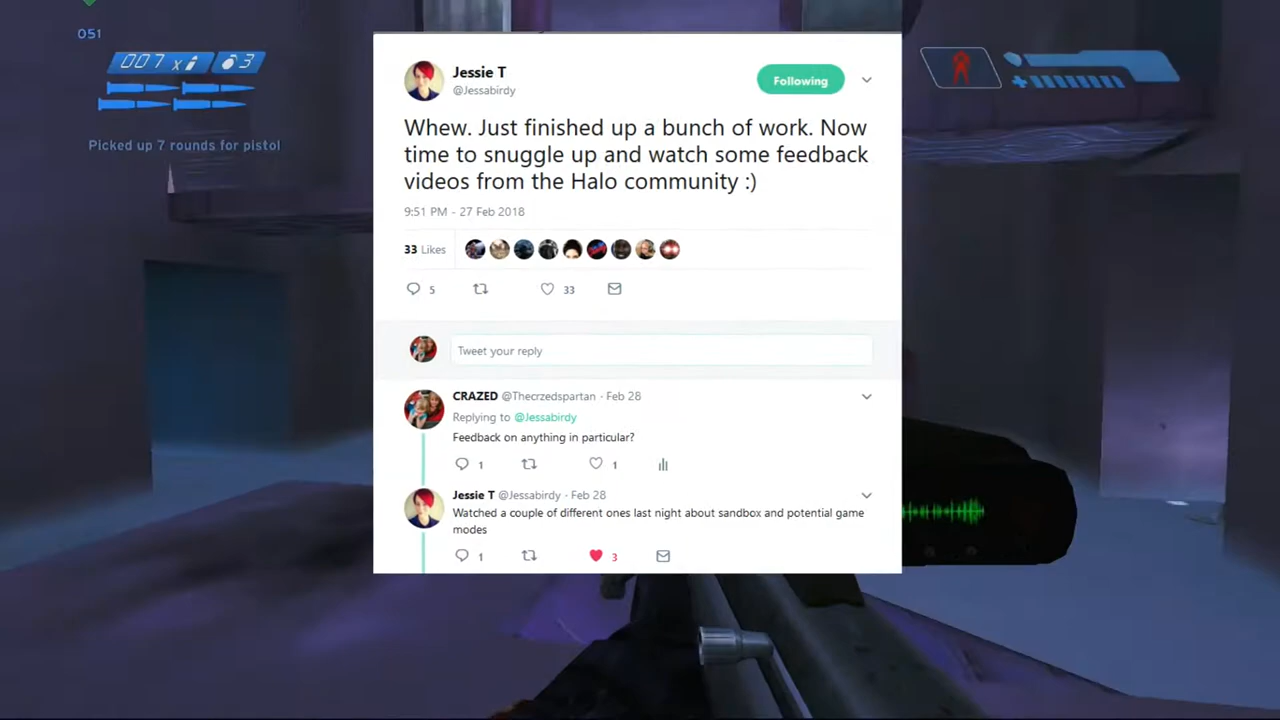 051
007 x 3
Picked up 7 rounds for pistol
Jessie T
@Jessabirdy
Following
Whew. Just finished up a bunch of work. Now
time to snuggle up and watch some feedback
videos from the Halo community :)
9:51 PM - 27 Feb 2018
33 Likes
5 33
Tweet your reply
CRAZED @Thecrzedspartan · Feb 28
Replying to @Jessabirdy
Feedback on anything in particular?
1 1
Jessie T @Jessabirdy · Feb 28
Watched a couple of different ones last night about sandbox and potential game
modes
1 3